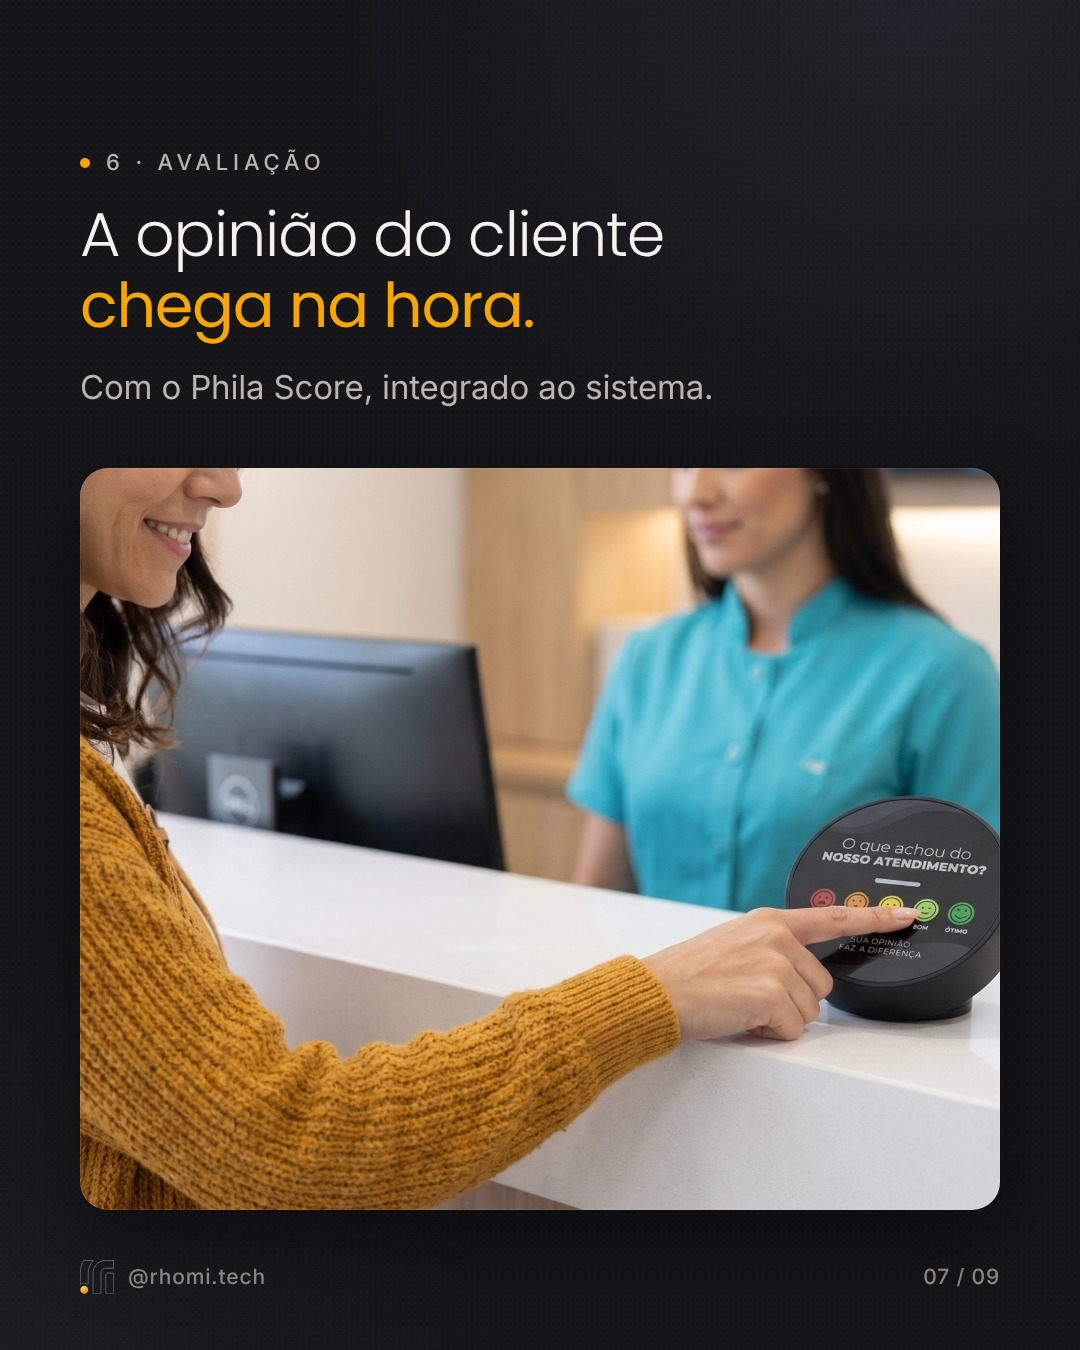 6 · AVALIAÇÃO
A opinião do cliente
chega na hora.
Com o Phila Score, integrado ao sistema.
O que achou do
NOSSO ATENDIMENTO?
BOM
ÓTIMO
SUA OPINIÃO
FAZ A DIFERENÇA
@rhomi.tech
07 / 09